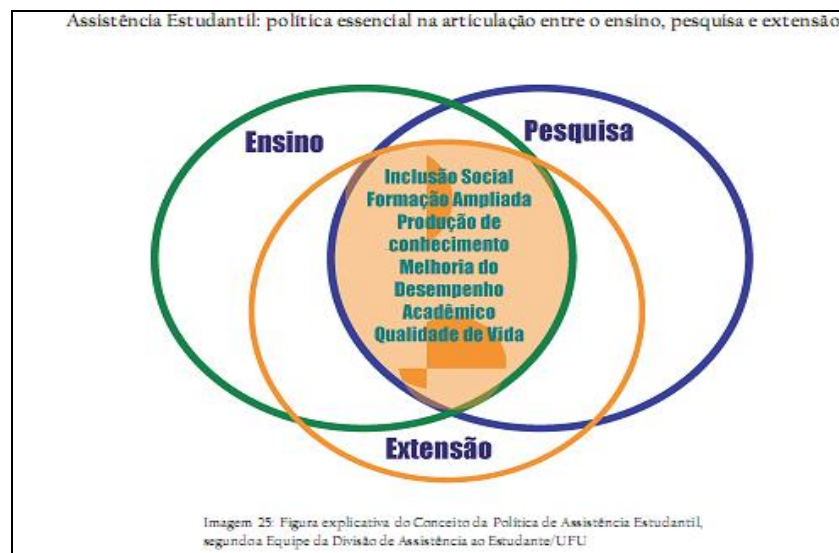 Assistência Estudantil: política essencial na articulação entre o ensino, pesquisa e extensão
Ensino
Pesquisa
Inclusão Social
Formação Ampliada
Produção de
conhecimento
Melhoria do
Desempenho
Acadêmico
Qualidade de Vida
Extensão
Imagem 25: Figura explicativa do Conceito da Política de Assistência Estudantil,
segundo a Equipe da Divisão de Assistência ao Estudante/UFU